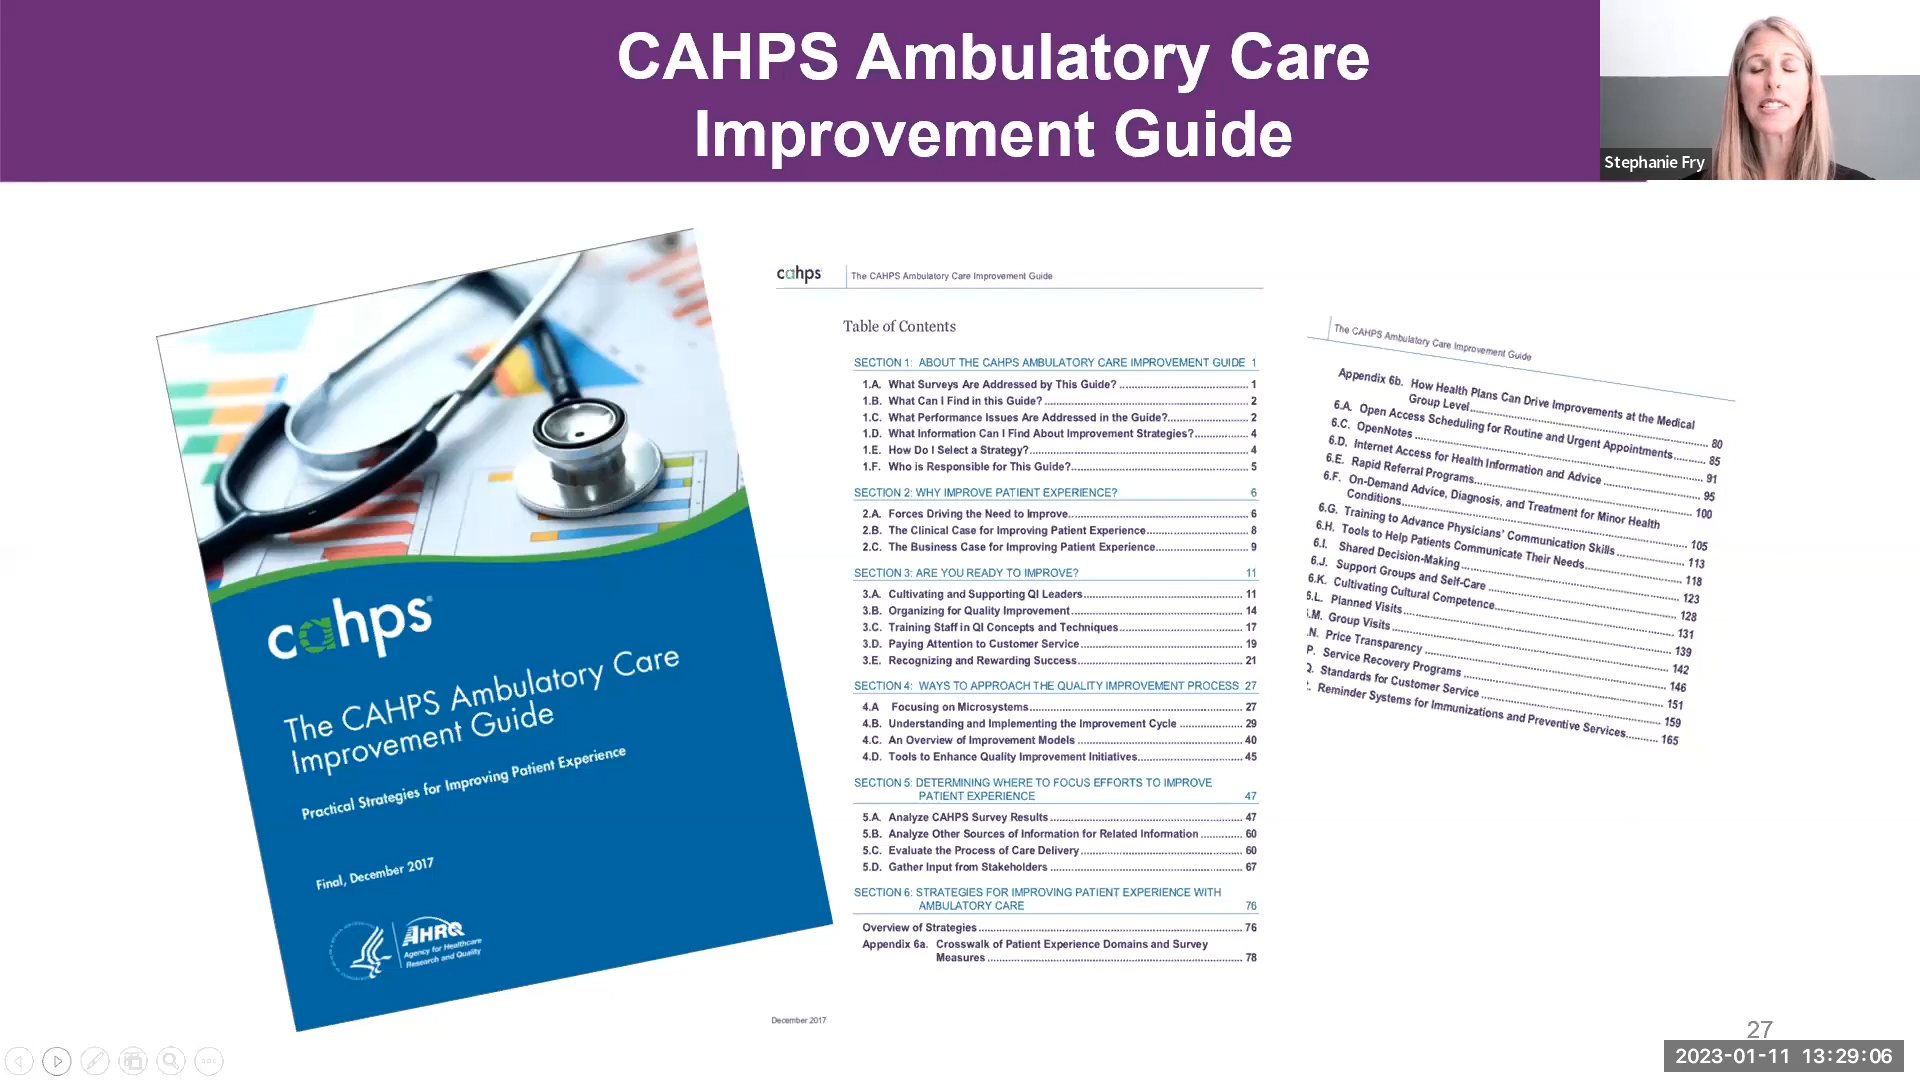 CAHPS Ambulatory Care
Improvement Guide
Stephanie Fry
cahps
The CAHPS Ambulatory Care
Improvement Guide
Practical Strategies for Improving Patient Experience
Final, December 2017
AHRQ
Agency for Healthcare
Research and Quality
cahps
The CAHPS Ambulatory Care Improvement Guide
Table of Contents
SECTION 1: ABOUT THE CAHPS AMBULATORY CARE IMPROVEMENT GUIDE 1
1.A. What Surveys Are Addressed by This Guide? 1
1.B. What Can I Find in this Guide? 2
1.C. What Performance Issues Are Addressed in the Guide? 2
1.D. What Information Can I Find About Improvement Strategies? 4
1.E. How Do I Select a Strategy? 4
1.F. Who is Responsible for This Guide? 5
SECTION 2: WHY IMPROVE PATIENT EXPERIENCE? 6
2.A. Forces Driving the Need to Improve 6
2.B. The Clinical Case for Improving Patient Experience 8
2.C. The Business Case for Improving Patient Experience 9
SECTION 3: ARE YOU READY TO IMPROVE? 11
3.A. Cultivating and Supporting QI Leaders 11
3.B. Organizing for Quality Improvement 14
3.C. Training Staff in QI Concepts and Techniques 17
3.D. Paying Attention to Customer Service 19
3.E. Recognizing and Rewarding Success 21
SECTION 4: WAYS TO APPROACH THE QUALITY IMPROVEMENT PROCESS 27
4.A Focusing on Microsystems 27
4.B. Understanding and Implementing the Improvement Cycle 29
4.C. An Overview of Improvement Models 40
4.D. Tools to Enhance Quality Improvement Initiatives 45
SECTION 5: DETERMINING WHERE TO FOCUS EFFORTS TO IMPROVE
PATIENT EXPERIENCE 47
5.A. Analyze CAHPS Survey Results 47
5.B. Analyze Other Sources of Information for Related Information 60
5.C. Evaluate the Process of Care Delivery 60
5.D. Gather Input from Stakeholders 67
SECTION 6: STRATEGIES FOR IMPROVING PATIENT EXPERIENCE WITH
AMBULATORY CARE 76
Overview of Strategies 76
Appendix 6a. Crosswalk of Patient Experience Domains and Survey
Measures 78
December 2017
The CAHPS Ambulatory Care Improvement Guide
Appendix 6b. How Health Plans Can Drive Improvements at the Medical
Group Level 80
6.A. Open Access Scheduling for Routine and Urgent Appointments 85
6.C. OpenNotes 91
6.D. Internet Access for Health Information and Advice 95
6.E. Rapid Referral Programs 100
6.F. On-Demand Advice, Diagnosis, and Treatment for Minor Health
Conditions 105
6.G. Training to Advance Physicians' Communication Skills 113
6.H. Tools to Help Patients Communicate Their Needs 118
6.I. Shared Decision-Making 123
6.J. Support Groups and Self-Care 128
6.K. Cultivating Cultural Competence 131
6.L. Planned Visits 139
.M. Group Visits 142
.N. Price Transparency 146
P. Service Recovery Programs 151
Q. Standards for Customer Service 159
Reminder Systems for Immunizations and Preventive Services 165
27
2023-01-11 13:29:06